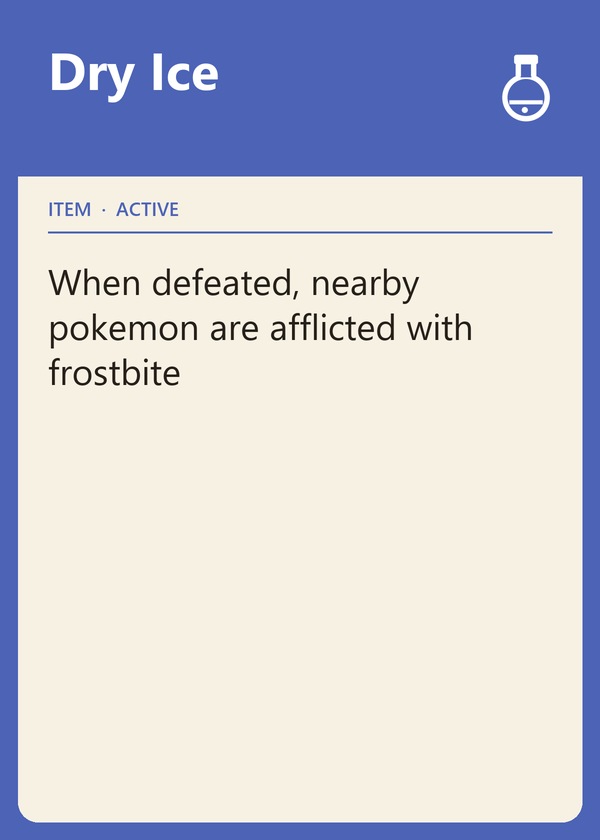 Dry Ice
ITEM · ACTIVE
When defeated, nearby
pokemon are afflicted with
frostbite